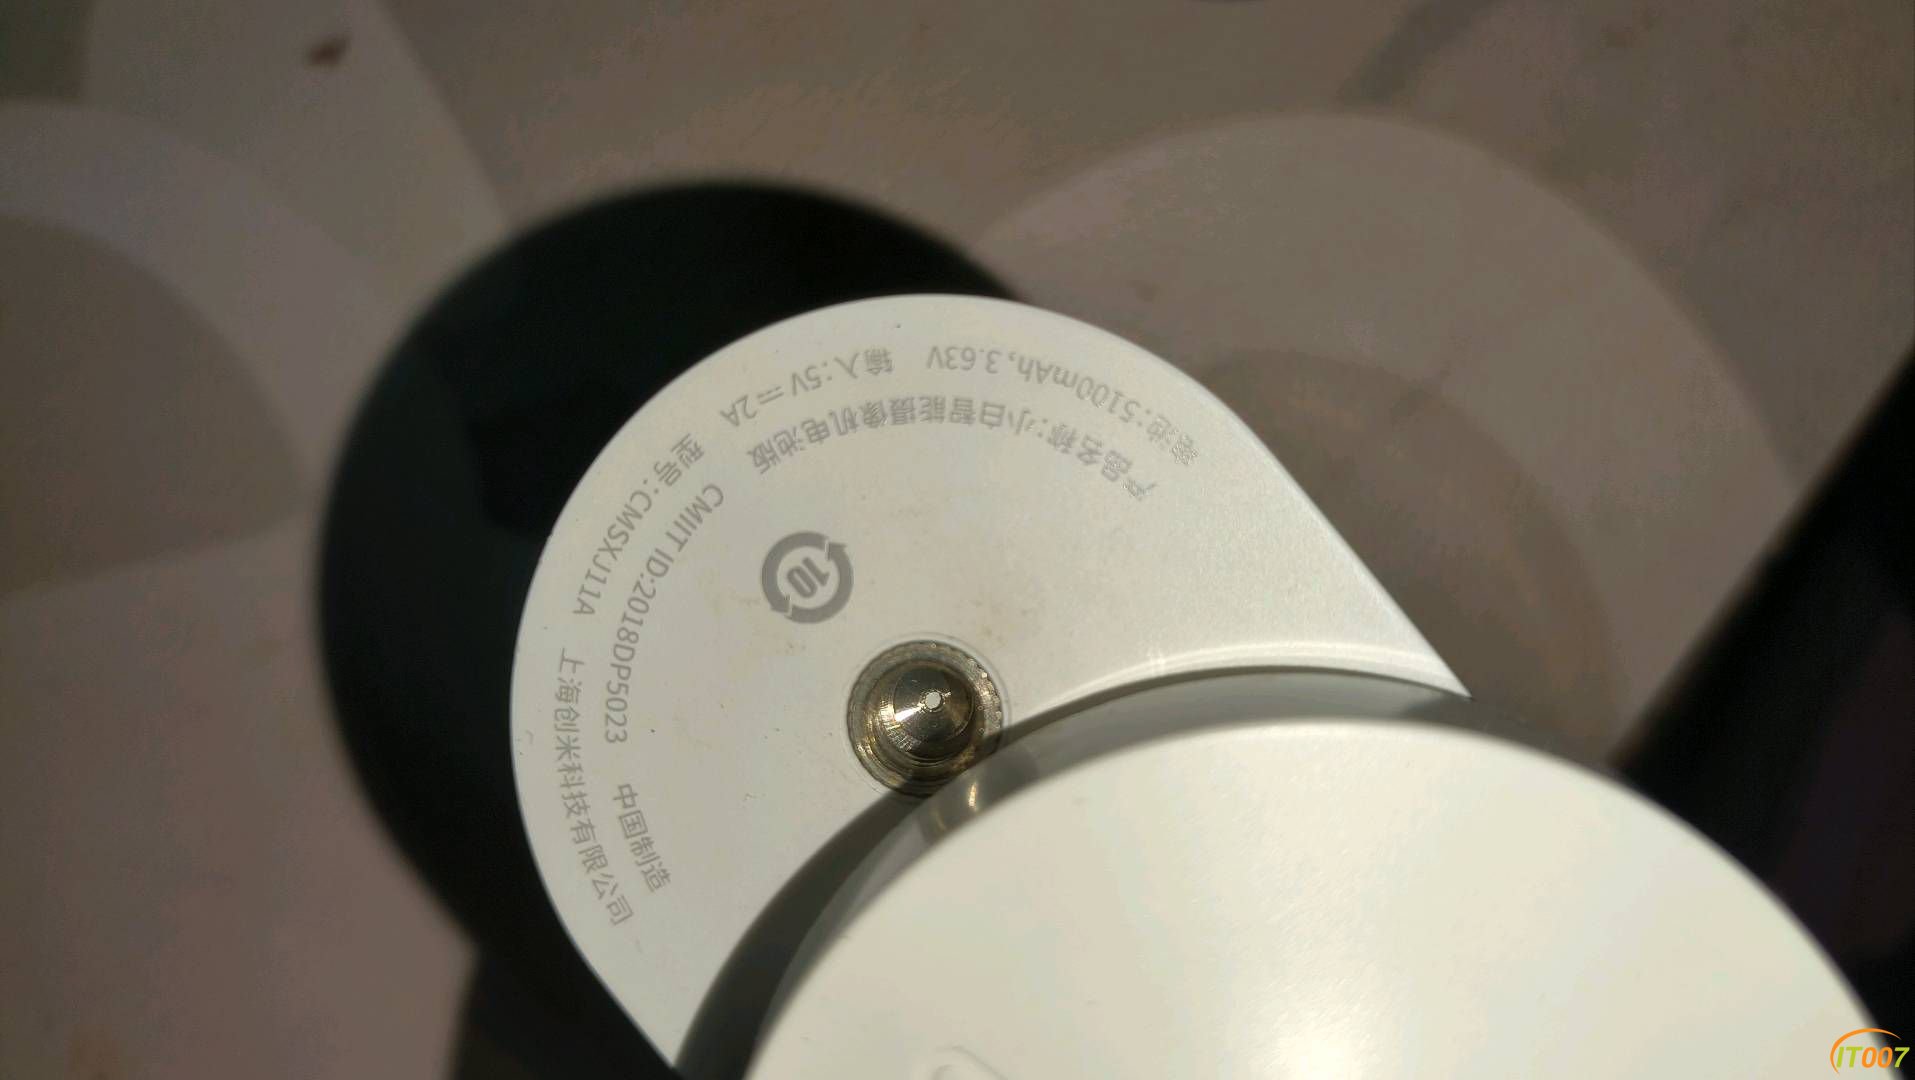 产品名称:小白智能摄像机电池版
电池:5100mAh,3.63V 输入:5V⎓2A
型号:CMSXJ11A 上海创米科技有限公司
CMIIT ID:2018DP5023 中国制造
10
IT007